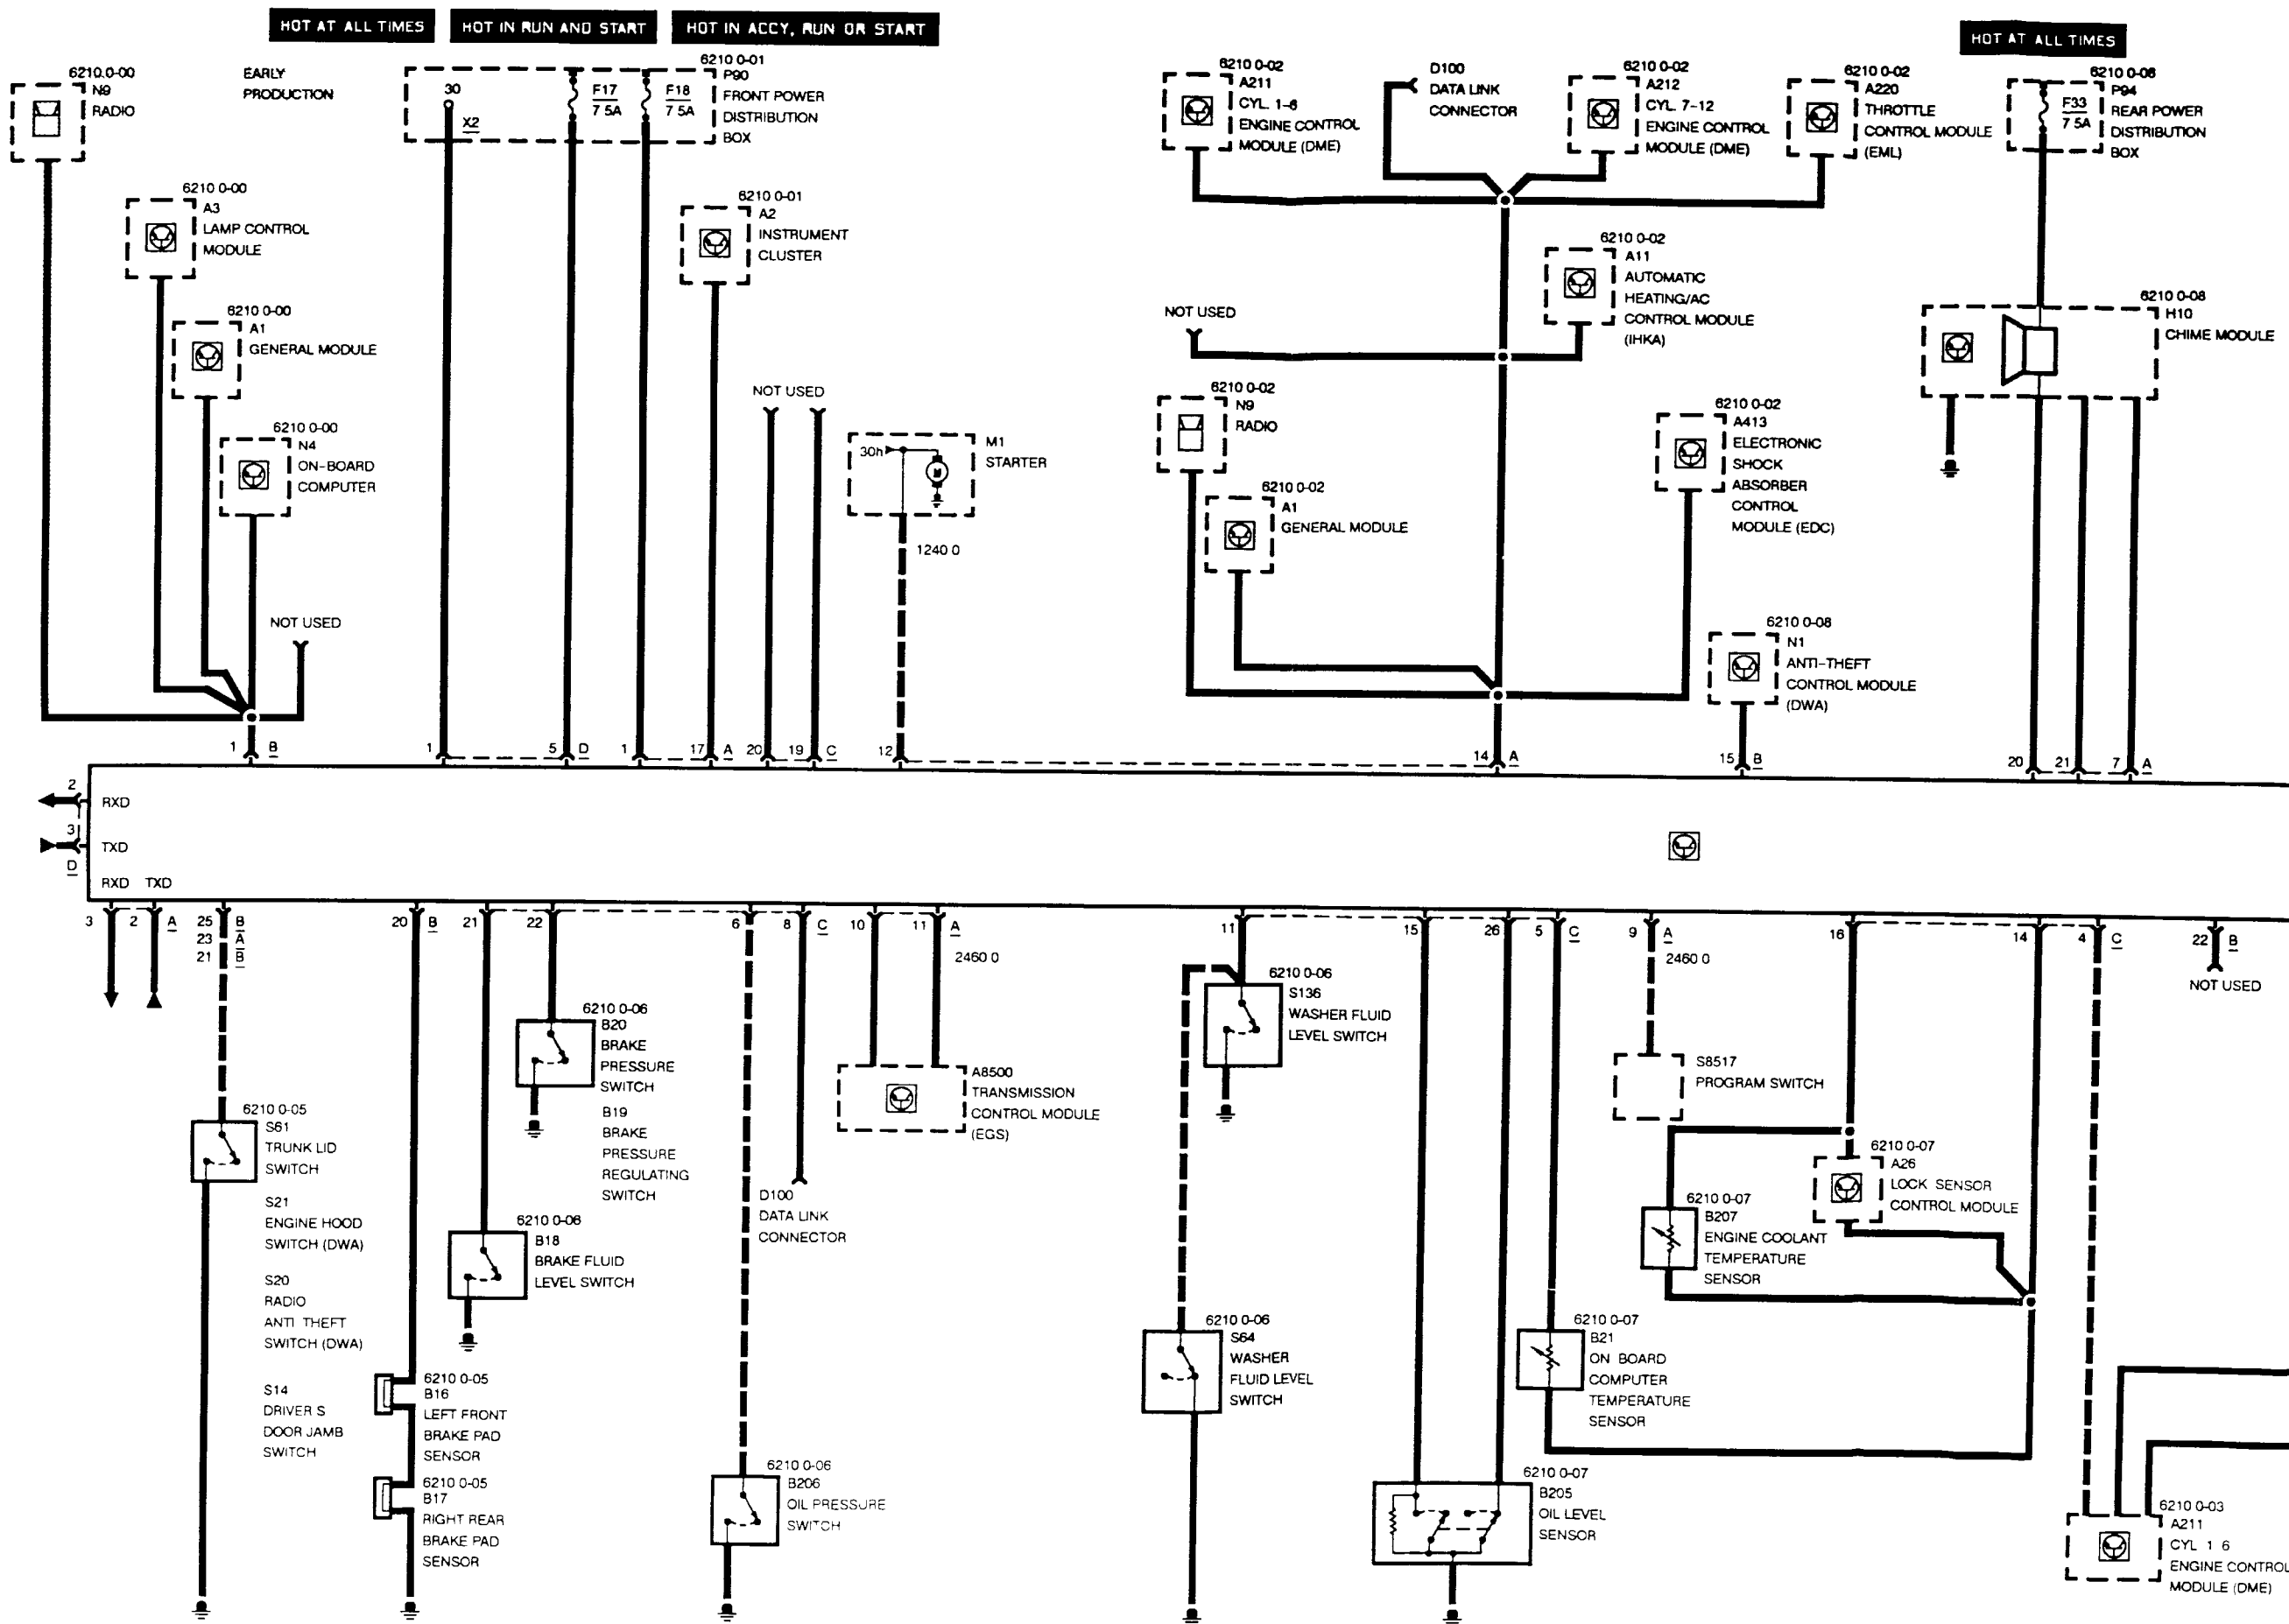 HOT AT ALL TIMES
HOT IN RUN AND START
HOT IN ACCY, RUN OR START
HOT AT ALL TIMES
6210.0-00
N9
RADIO
EARLY
PRODUCTION
30
X2
F17
7 5A
F18
7 5A
6210 0-01
P90
FRONT POWER
DISTRIBUTION
BOX
6210 0-02
A211
CYL. 1-6
ENGINE CONTROL
MODULE (DME)
D100
DATA LINK
CONNECTOR
6210 0-02
A212
CYL. 7-12
ENGINE CONTROL
MODULE (DME)
6210 0-02
A220
THROTTLE
CONTROL MODULE
(EML)
F33
7 5A
6210 0-06
P94
REAR POWER
DISTRIBUTION
BOX
6210 0-00
A3
LAMP CONTROL
MODULE
6210 0-01
A2
INSTRUMENT
CLUSTER
6210 0-02
A11
AUTOMATIC
HEATING/AC
CONTROL MODULE
(IHKA)
NOT USED
6210 0-08
H10
CHIME MODULE
6210 0-00
A1
GENERAL MODULE
NOT USED
6210 0-02
N9
RADIO
6210 0-02
A413
ELECTRONIC
SHOCK
ABSORBER
CONTROL
MODULE (EDC)
6210 0-00
N4
ON-BOARD
COMPUTER
30h
M
M1
STARTER
1240 0
6210 0-02
A1
GENERAL MODULE
NOT USED
6210 0-08
N1
ANTI-THEFT
CONTROL MODULE
(DWA)
1 B
1
5 D
1
17 A
20
19 C
12
14 A
15 B
20
21
7 A
2
RXD
3
TXD
D
RXD TXD
3
2 A
25 B
23 A
21 B
20 B
21
22
6
8 C
10
11 A
2460 0
11
15
26
5 C
9 A
2460 0
16
14
4 C
22 B
NOT USED
6210 0-06
S136
WASHER FLUID
LEVEL SWITCH
6210 0-06
B20
BRAKE
PRESSURE
SWITCH
B19
BRAKE
PRESSURE
REGULATING
SWITCH
A8500
TRANSMISSION
CONTROL MODULE
(EGS)
S8517
PROGRAM SWITCH
6210 0-05
S61
TRUNK LID
SWITCH
S21
ENGINE HOOD
SWITCH (DWA)
S20
RADIO
ANTI THEFT
SWITCH (DWA)
S14
DRIVER S
DOOR JAMB
SWITCH
6210 0-07
A26
LOCK SENSOR
CONTROL MODULE
6210 0-07
B207
ENGINE COOLANT
TEMPERATURE
SENSOR
D100
DATA LINK
CONNECTOR
6210 0-06
B18
BRAKE FLUID
LEVEL SWITCH
6210 0-06
S64
WASHER
FLUID LEVEL
SWITCH
6210 0-07
B21
ON BOARD
COMPUTER
TEMPERATURE
SENSOR
6210 0-05
B16
LEFT FRONT
BRAKE PAD
SENSOR
6210 0-05
B17
RIGHT REAR
BRAKE PAD
SENSOR
6210 0-06
B206
OIL PRESSURE
SWITCH
6210 0-07
B205
OIL LEVEL
SENSOR
6210 0-03
A211
CYL 1 6
ENGINE CONTROL
MODULE (DME)